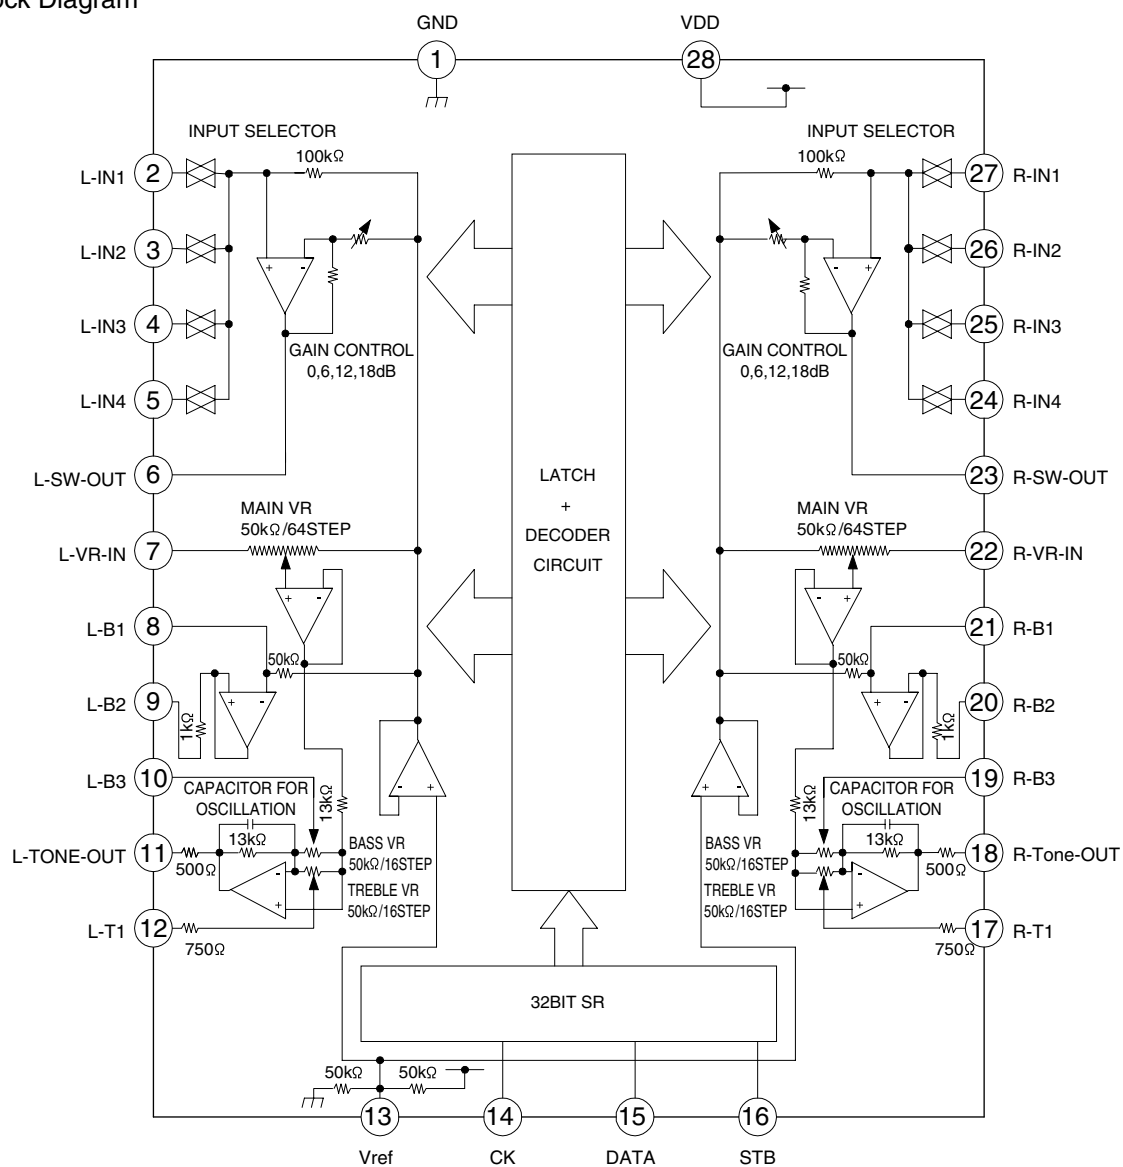 ock Diagram
GND
VDD
1
28
INPUT SELECTOR
INPUT SELECTOR
100kΩ
100kΩ
L-IN1
2
27
R-IN1
L-IN2
3
26
R-IN2
L-IN3
4
25
R-IN3
L-IN4
5
24
R-IN4
+
-
-
+
GAIN CONTROL
0,6,12,18dB
GAIN CONTROL
0,6,12,18dB
L-SW-OUT
6
23
R-SW-OUT
LATCH
+
DECODER
CIRCUIT
MAIN VR
50kΩ/64STEP
MAIN VR
50kΩ/64STEP
L-VR-IN
7
22
R-VR-IN
+
-
-
+
L-B1
8
21
R-B1
50kΩ
50kΩ
L-B2
9
20
R-B2
+
-
+
-
1kΩ
1kΩ
L-B3
10
19
R-B3
-
+
+
-
CAPACITOR FOR
OSCILLATION
CAPACITOR FOR
OSCILLATION
13kΩ
13kΩ
13kΩ
13kΩ
L-TONE-OUT
11
18
R-Tone-OUT
500Ω
500Ω
BASS VR
50kΩ/16STEP
BASS VR
50kΩ/16STEP
-
+
-
+
TREBLE VR
50kΩ/16STEP
TREBLE VR
50kΩ/16STEP
L-T1
12
17
R-T1
750Ω
750Ω
32BIT SR
50kΩ
50kΩ
13
14
15
16
Vref
CK
DATA
STB